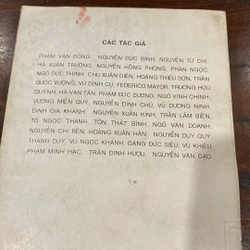 CÁC TÁC GIẢ
PHẠM VĂN ĐỒNG, NGUYỄN ĐỨC BÌNH, NGUYỄN TỪ CHI,
HÀ XUÂN TRƯỜNG, NGUYỄN HỒNG PHONG, PHAN NGỌC,
NGÔ ĐỨC THỊNH, CHU XUÂN DIÊN, HOÀNG THIẾU SƠN, TRẦN
QUỐC VƯỢNG, VŨ ĐÌNH CỰ, FEDERICO MAYOR, TRƯƠNG HỮU
QUÝNH, HÀ VĂN TẤN, PHẠM ĐỨC DƯƠNG, NGÔ VINH CHÍNH,
VƯƠNG MIỄN QUÝ, NGUYỄN ĐÌNH CHÚ, VŨ DƯƠNG NINH,
ĐINH GIA KHÁNH, NGUYỄN XUÂN KÍNH, TRẦN LÂM BIỀN,
TÔ NGỌC THANH, TÔN THẤT BÌNH, NGÔ VĂN DOANH,
NGUYỄN CHÍ BỀN, HOÀNG XUÂN HÃN, NGUYỄN DUY QUÝ,
THÀNH DUY, VŨ NGỌC KHÁNH, ĐẶNG ĐỨC SIÊU, VŨ KHIÊU,
PHẠM MINH HẠC, TRẦN ĐÌNH HƯỢU, NGUYỄN VĂN ĐẠO